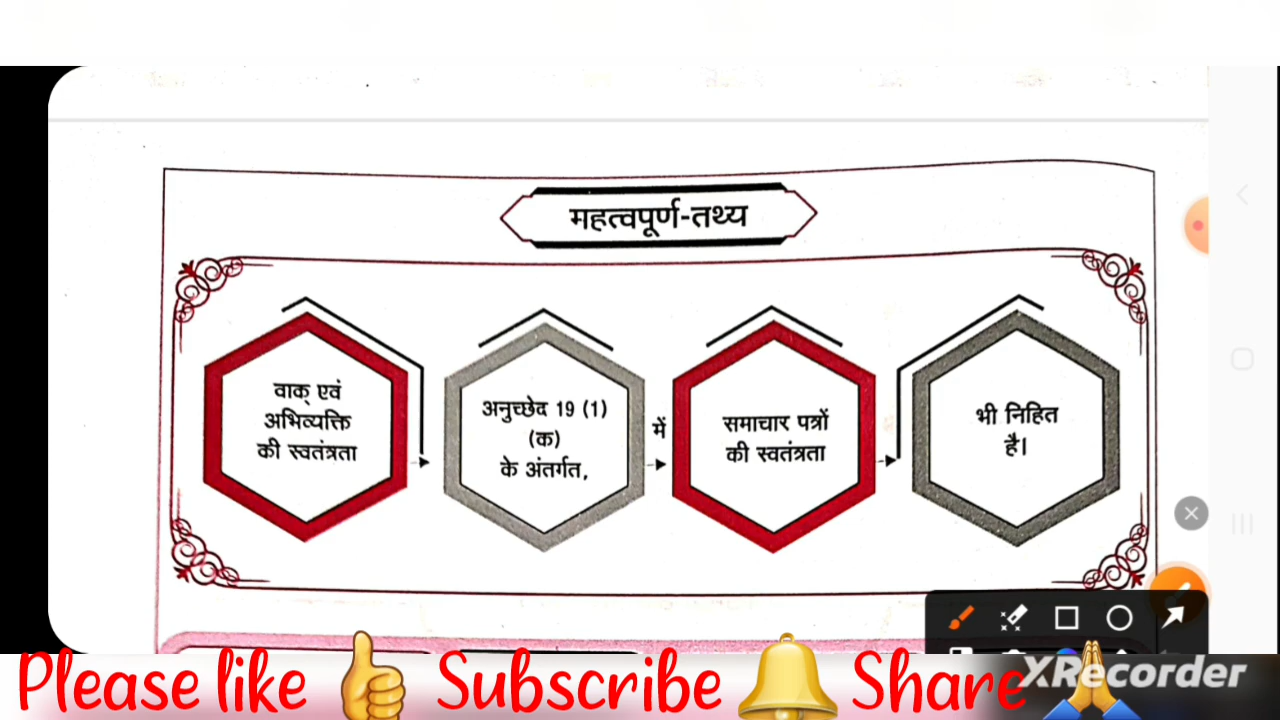 महत्वपूर्ण-तथ्य
वाक् एवं
अभिव्यक्ति
की स्वतंत्रता
अनुच्छेद 19 (1)
(क)
के अंतर्गत,
में
समाचार पत्रों
की स्वतंत्रता
भी निहित
है।
Please like
Subscribe
Share
XRecorder